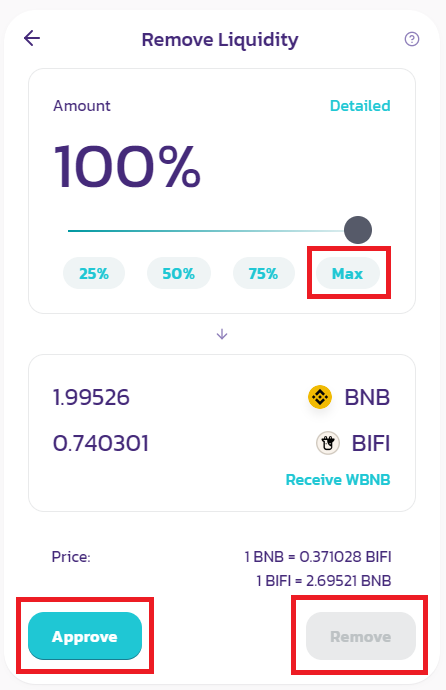 Remove Liquidity
Amount Detailed
100%
25% 50% 75% Max
1.99526 BNB
0.740301 BIFI
Receive WBNB
Price: 1 BNB = 0.371028 BIFI
1 BIFI = 2.69521 BNB
Approve Remove